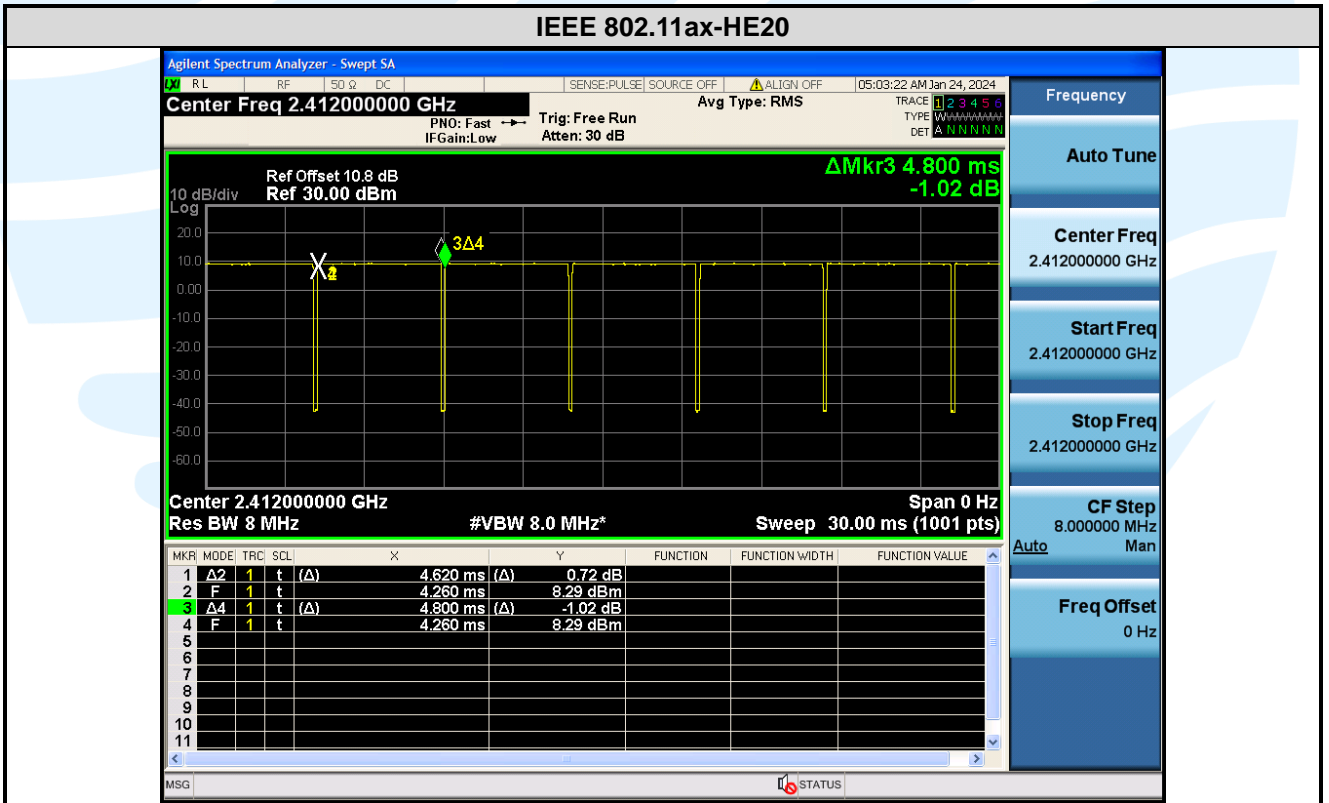 IEEE 802.11ax-HE20
Agilent Spectrum Analyzer - Swept SA
LXI RL RF 50 Ω DC SENSE:PULSE SOURCE OFF ALIGN OFF 05:03:22 AM Jan 24, 2024
Center Freq 2.412000000 GHz
PNO: Fast
IFGain:Low
Trig: Free Run
Atten: 30 dB
Avg Type: RMS
TRACE 1 2 3 4 5 6
TYPE W
DET A N N N N N
Frequency
Auto Tune
Center Freq
2.412000000 GHz
Start Freq
2.412000000 GHz
Stop Freq
2.412000000 GHz
CF Step
8.000000 MHz
Auto Man
Freq Offset
0 Hz
ΔMkr3 4.800 ms
-1.02 dB
Ref Offset 10.8 dB
10 dB/div Ref 30.00 dBm
Log
20.0
10.0
0.00
-10.0
-20.0
-30.0
-40.0
-50.0
-60.0
3Δ4
2
Center 2.412000000 GHz Span 0 Hz
Res BW 8 MHz #VBW 8.0 MHz* Sweep 30.00 ms (1001 pts)
MKR MODE TRC SCL X Y FUNCTION FUNCTION WIDTH FUNCTION VALUE
1 Δ2 1 t (Δ) 4.620 ms (Δ) 0.72 dB
2 F 1 t 4.260 ms 8.29 dBm
3 Δ4 1 t (Δ) 4.800 ms (Δ) -1.02 dB
4 F 1 t 4.260 ms 8.29 dBm
5
6
7
8
9
10
11
MSG STATUS